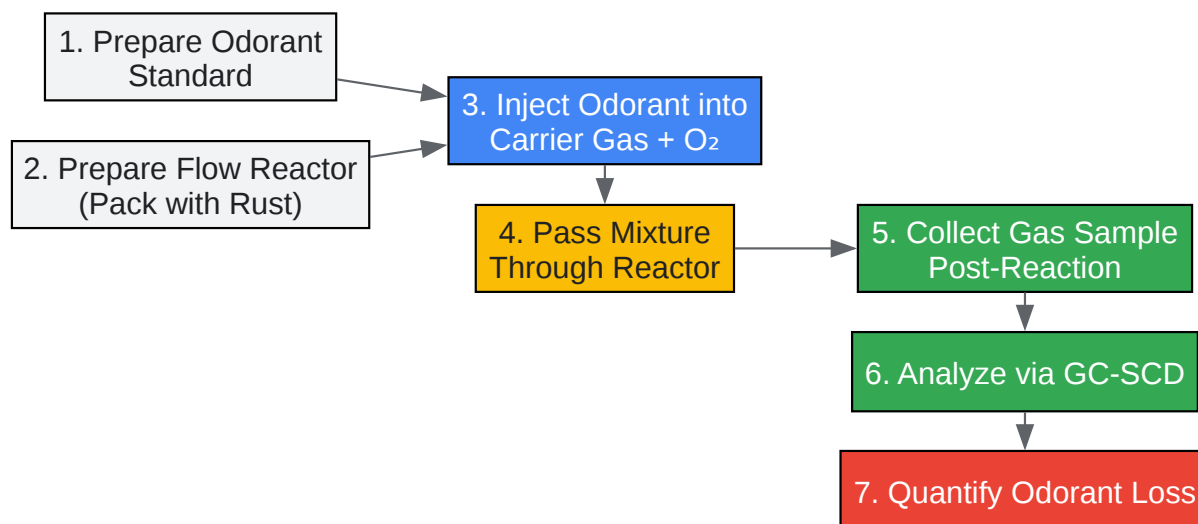 1. Prepare Odorant
Standard
2. Prepare Flow Reactor
(Pack with Rust)
3. Inject Odorant into
Carrier Gas + O₂
4. Pass Mixture
Through Reactor
5. Collect Gas Sample
Post-Reaction
6. Analyze via GC-SCD
7. Quantify Odorant Loss